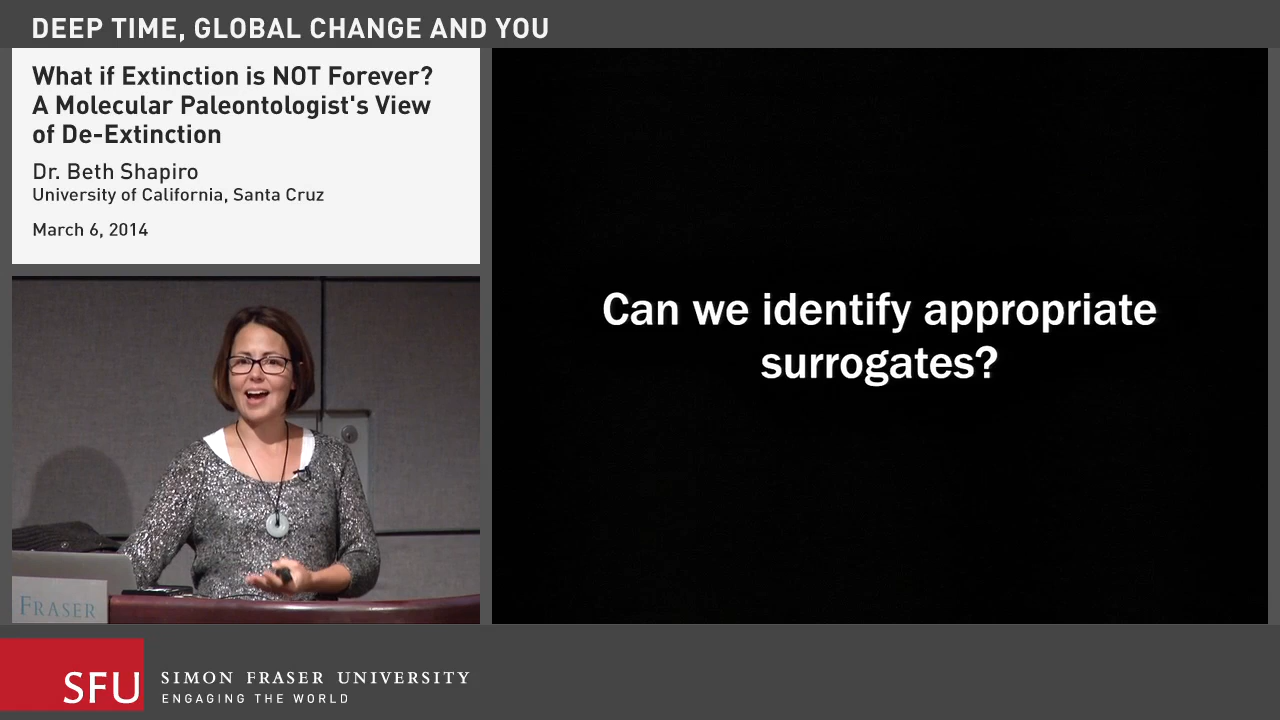 DEEP TIME, GLOBAL CHANGE AND YOU
What if Extinction is NOT Forever?
A Molecular Paleontologist's View
of De-Extinction
Dr. Beth Shapiro
University of California, Santa Cruz
March 6, 2014
Can we identify appropriate
surrogates?
FRASER
SFU
SIMON FRASER UNIVERSITY
ENGAGING THE WORLD